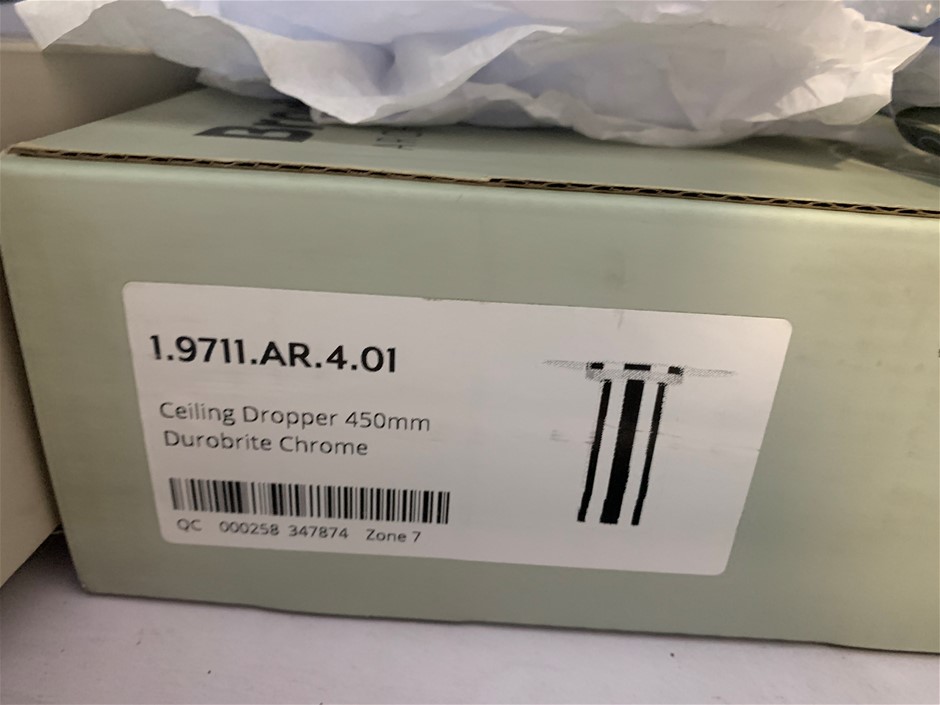 1.9711.AR.4.01
Ceiling Dropper 450mm
Durobrite Chrome
QC 000258 347874 Zone 7